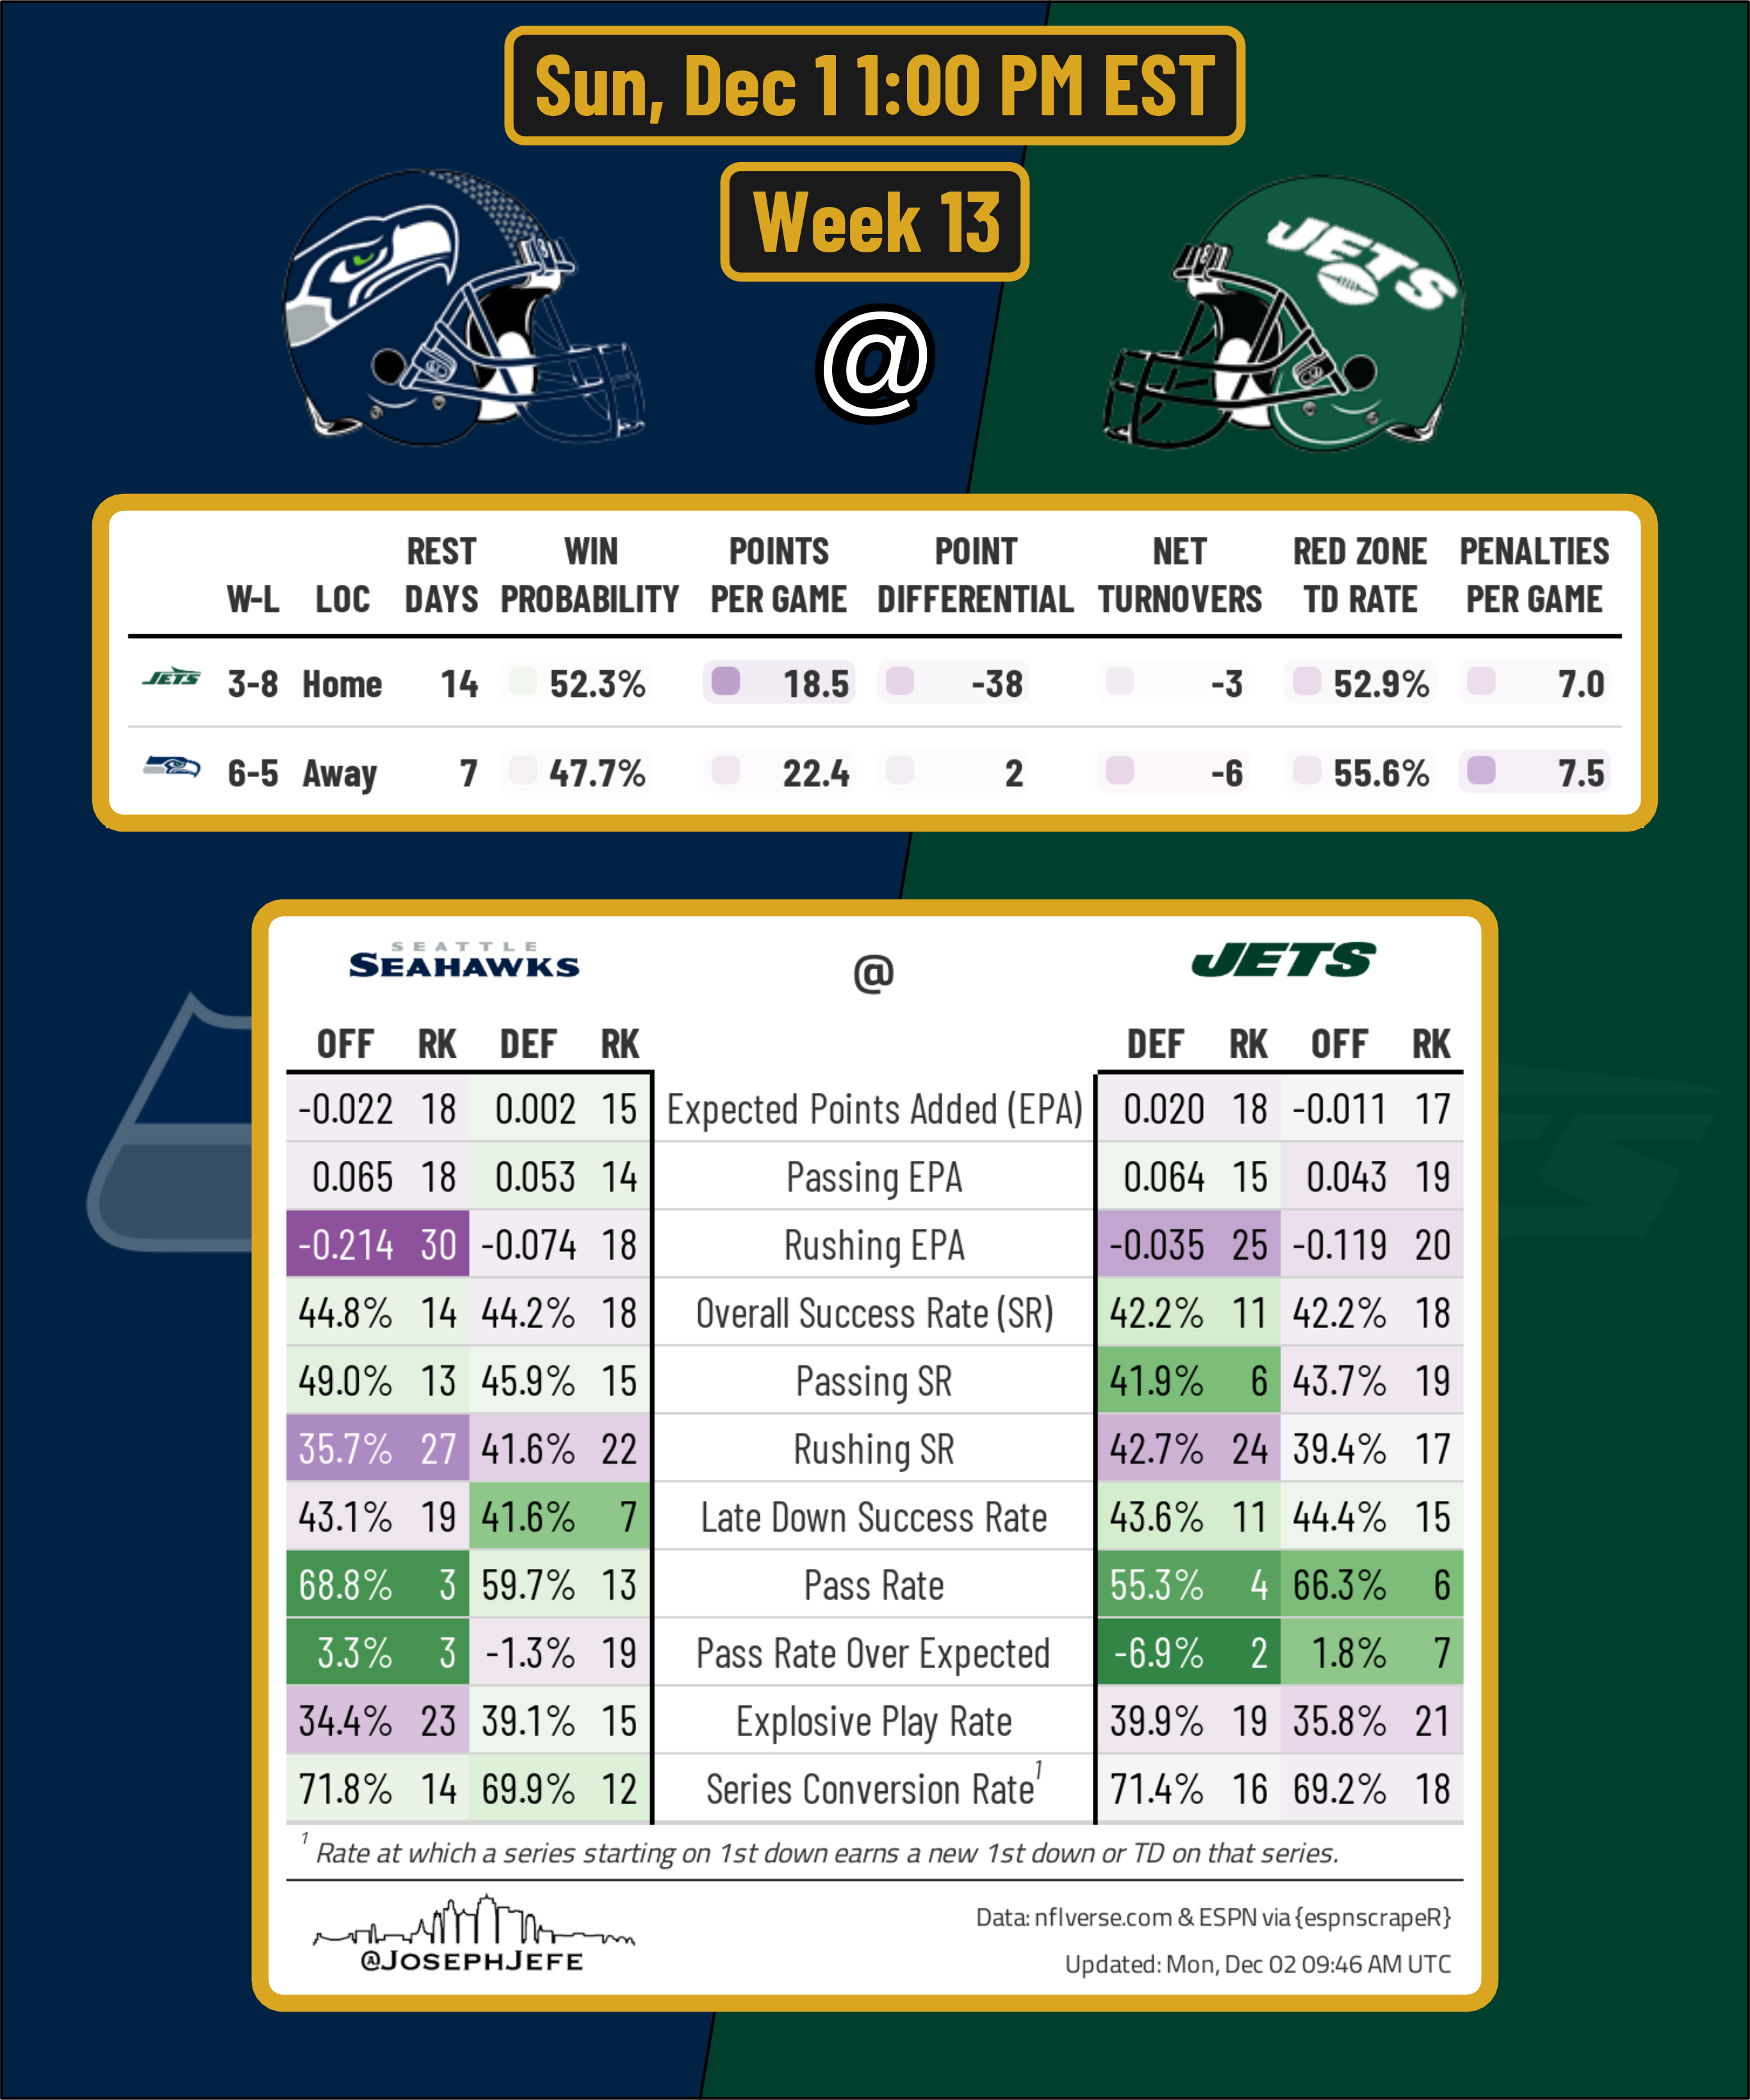 Sun, Dec 1 1:00 PM EST
Week 13
JETS
@
REST WIN POINTS POINT NET RED ZONE PENALTIES
W-L LOC DAYS PROBABILITY PER GAME DIFFERENTIAL TURNOVERS TD RATE PER GAME
JETS 3-8 Home 14 52.3% 18.5 -38 -3 52.9% 7.0
6-5 Away 7 47.7% 22.4 2 -6 55.6% 7.5
SEATTLE
SEAHAWKS @ JETS
OFF RK DEF RK DEF RK OFF RK
-0.022 18 0.002 15 Expected Points Added (EPA) 0.020 18 -0.011 17
0.065 18 0.053 14 Passing EPA 0.064 15 0.043 19
-0.214 30 -0.074 18 Rushing EPA -0.035 25 -0.119 20
44.8% 14 44.2% 18 Overall Success Rate (SR) 42.2% 11 42.2% 18
49.0% 13 45.9% 15 Passing SR 41.9% 6 43.7% 19
35.7% 27 41.6% 22 Rushing SR 42.7% 24 39.4% 17
43.1% 19 41.6% 7 Late Down Success Rate 43.6% 11 44.4% 15
68.8% 3 59.7% 13 Pass Rate 55.3% 4 66.3% 6
3.3% 3 -1.3% 19 Pass Rate Over Expected -6.9% 2 1.8% 7
34.4% 23 39.1% 15 Explosive Play Rate 39.9% 19 35.8% 21
71.8% 14 69.9% 12 Series Conversion Rate¹ 71.4% 16 69.2% 18
¹ Rate at which a series starting on 1st down earns a new 1st down or TD on that series.
@JOSEPHJEFE
Data: nflverse.com & ESPN via {espnscrapeR}
Updated: Mon, Dec 02 09:46 AM UTC